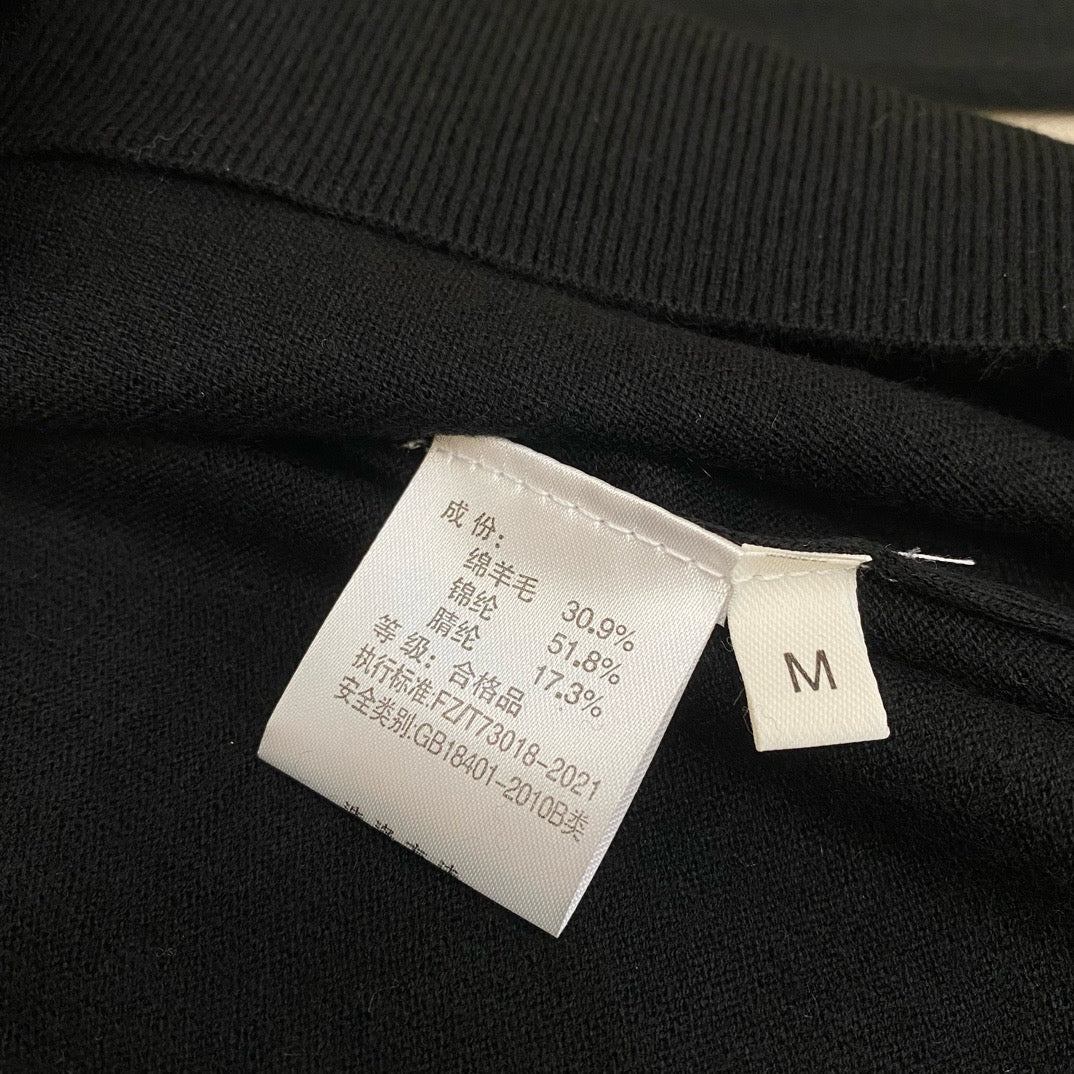 成 份:
绵羊毛 30.9%
锦纶 51.8%
腈纶 17.3%
等 级: 合格品
执行标准:FZ/T73018-2021
安全类别:GB18401-2010B类
M